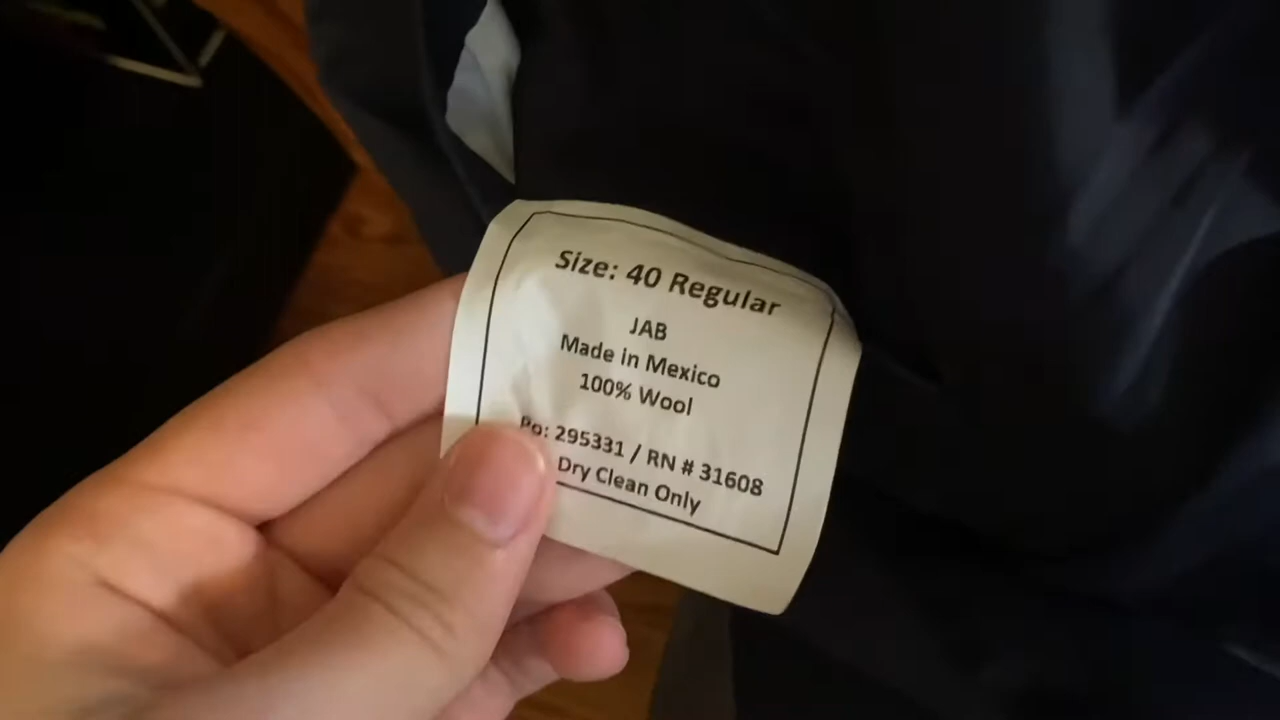 Size: 40 Regular
JAB
Made in Mexico
100% Wool
Po: 295331 / RN # 31608
Dry Clean Only